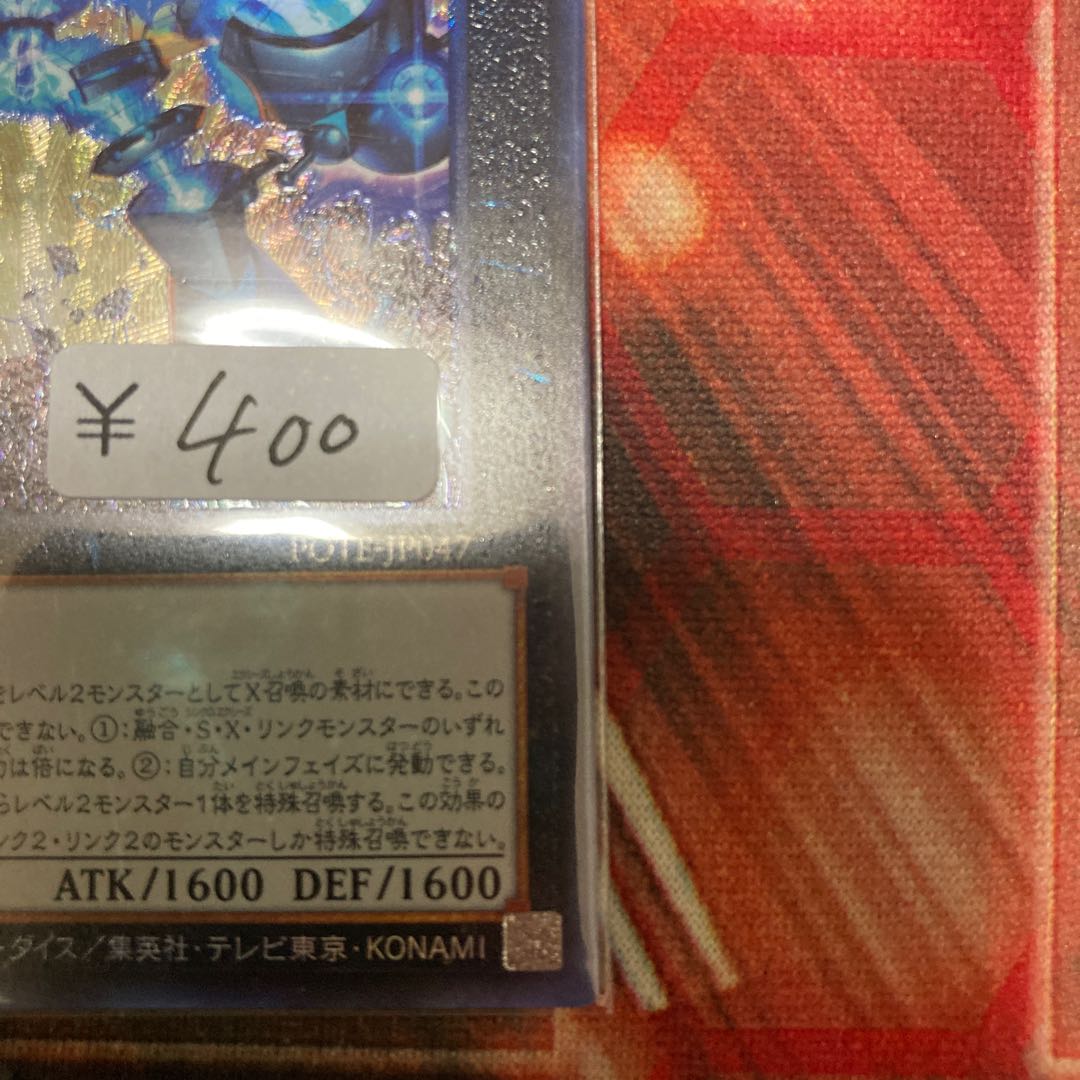 ¥400
POTE-JP047
をレベル2モンスターとしてX召喚の素材にできる。この
できない。①:融合・S・X・リンクモンスターのいずれ
力は倍になる。②:自分メインフェイズに発動できる。
らレベル2モンスター1体を特殊召喚する。この効果の
ンク2・リンク2のモンスターしか特殊召喚できない。
ATK/1600 DEF/1600
・ダイス/集英社・テレビ東京・KONAMI